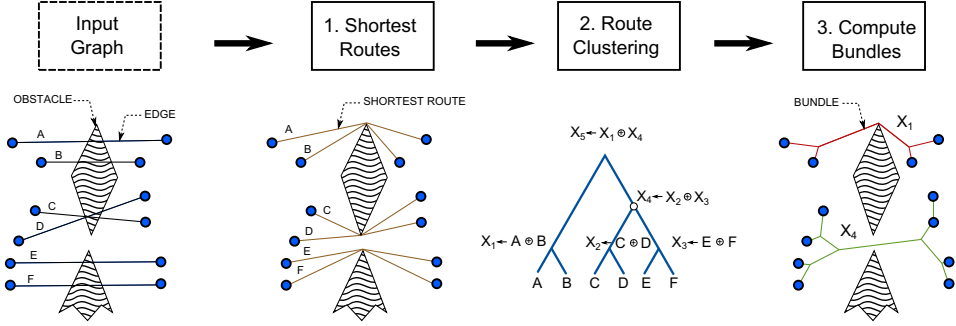 Input
Graph
1. Shortest
Routes
2. Route
Clustering
3. Compute
Bundles
OBSTACLE
EDGE
A
B
C
D
E
F
SHORTEST ROUTE
A
B
C
D
E
F
X₅← X₁ ⊕ X₄
X₄← X₂ ⊕ X₃
X₁← A ⊕ B
X₂← C ⊕ D
X₃← E ⊕ F
A B C D E F
BUNDLE
X₁
X₄